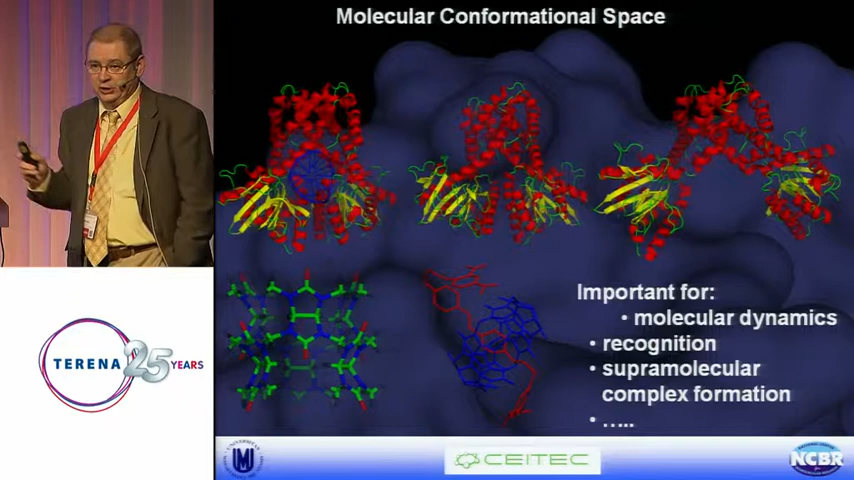 Molecular Conformational Space
Important for:
• molecular dynamics
• recognition
• supramolecular
complex formation
• .....
TERENA 25 YEARS
CEITEC
NCBR